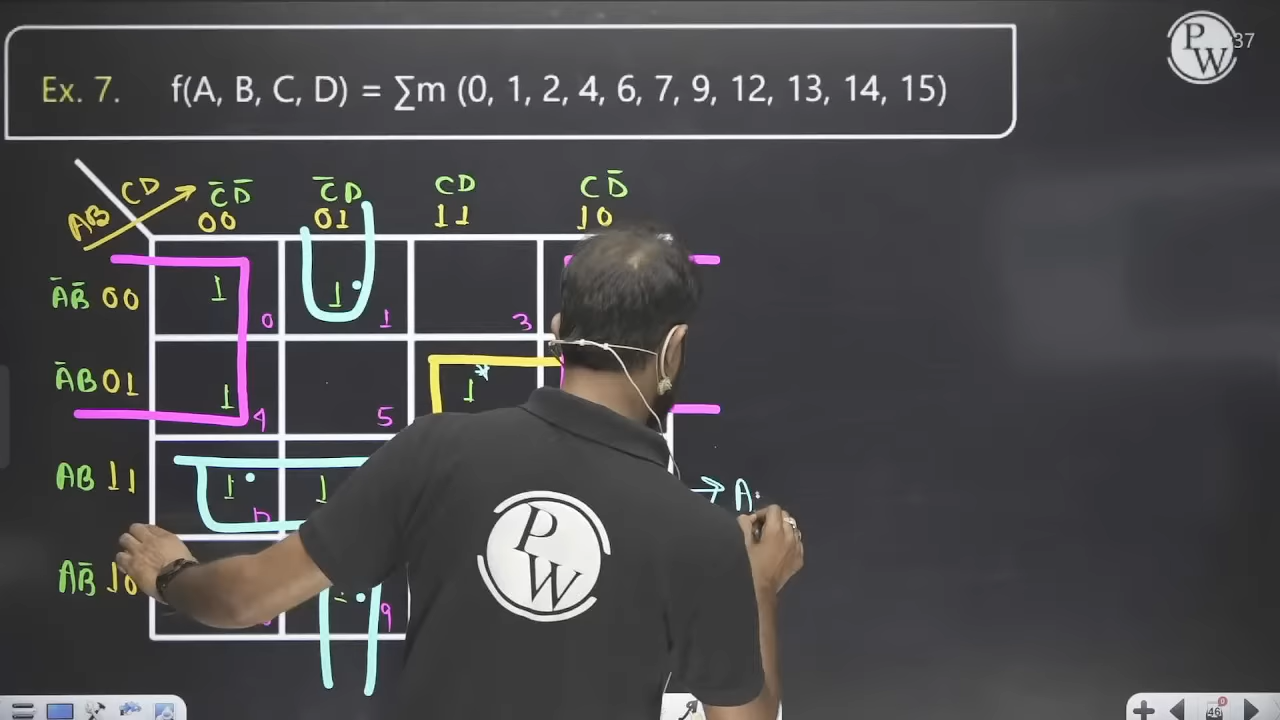 Ex. 7. f(A, B, C, D) = ∑m (0, 1, 2, 4, 6, 7, 9, 12, 13, 14, 15)
P W 37
AB CD
C̅D̅ C̅D CD CD̅
00 01 11 10
A̅B̅ 00 1 0 1 1 3
A̅B 01 1 4 5 1
AB 11 1 1 → A·
AB̅ 10 9
P W
46